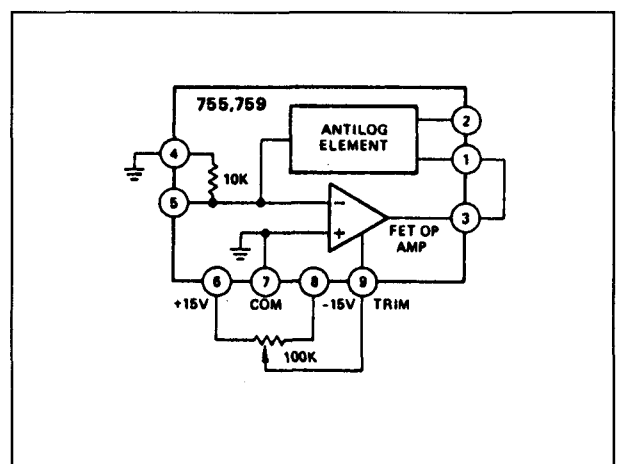 755,759
ANTILOG
ELEMENT
2
1
4
10K
5
−
+
FET OP
AMP
3
6
7
8
9
+15V
COM
-15V
TRIM
100K